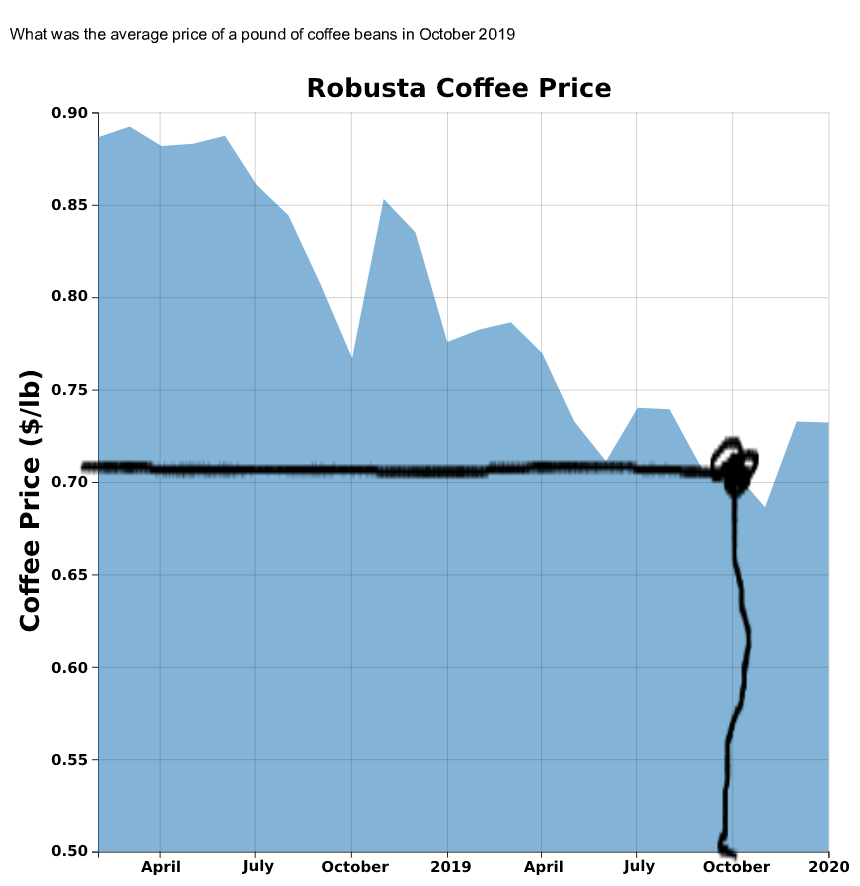 What was the average price of a pound of coffee beans in October 2019
Robusta Coffee Price
0.90
0.85
0.80
0.75
0.70
0.65
0.60
0.55
0.50
Coffee Price ($/lb)
April July October 2019 April July October 2020